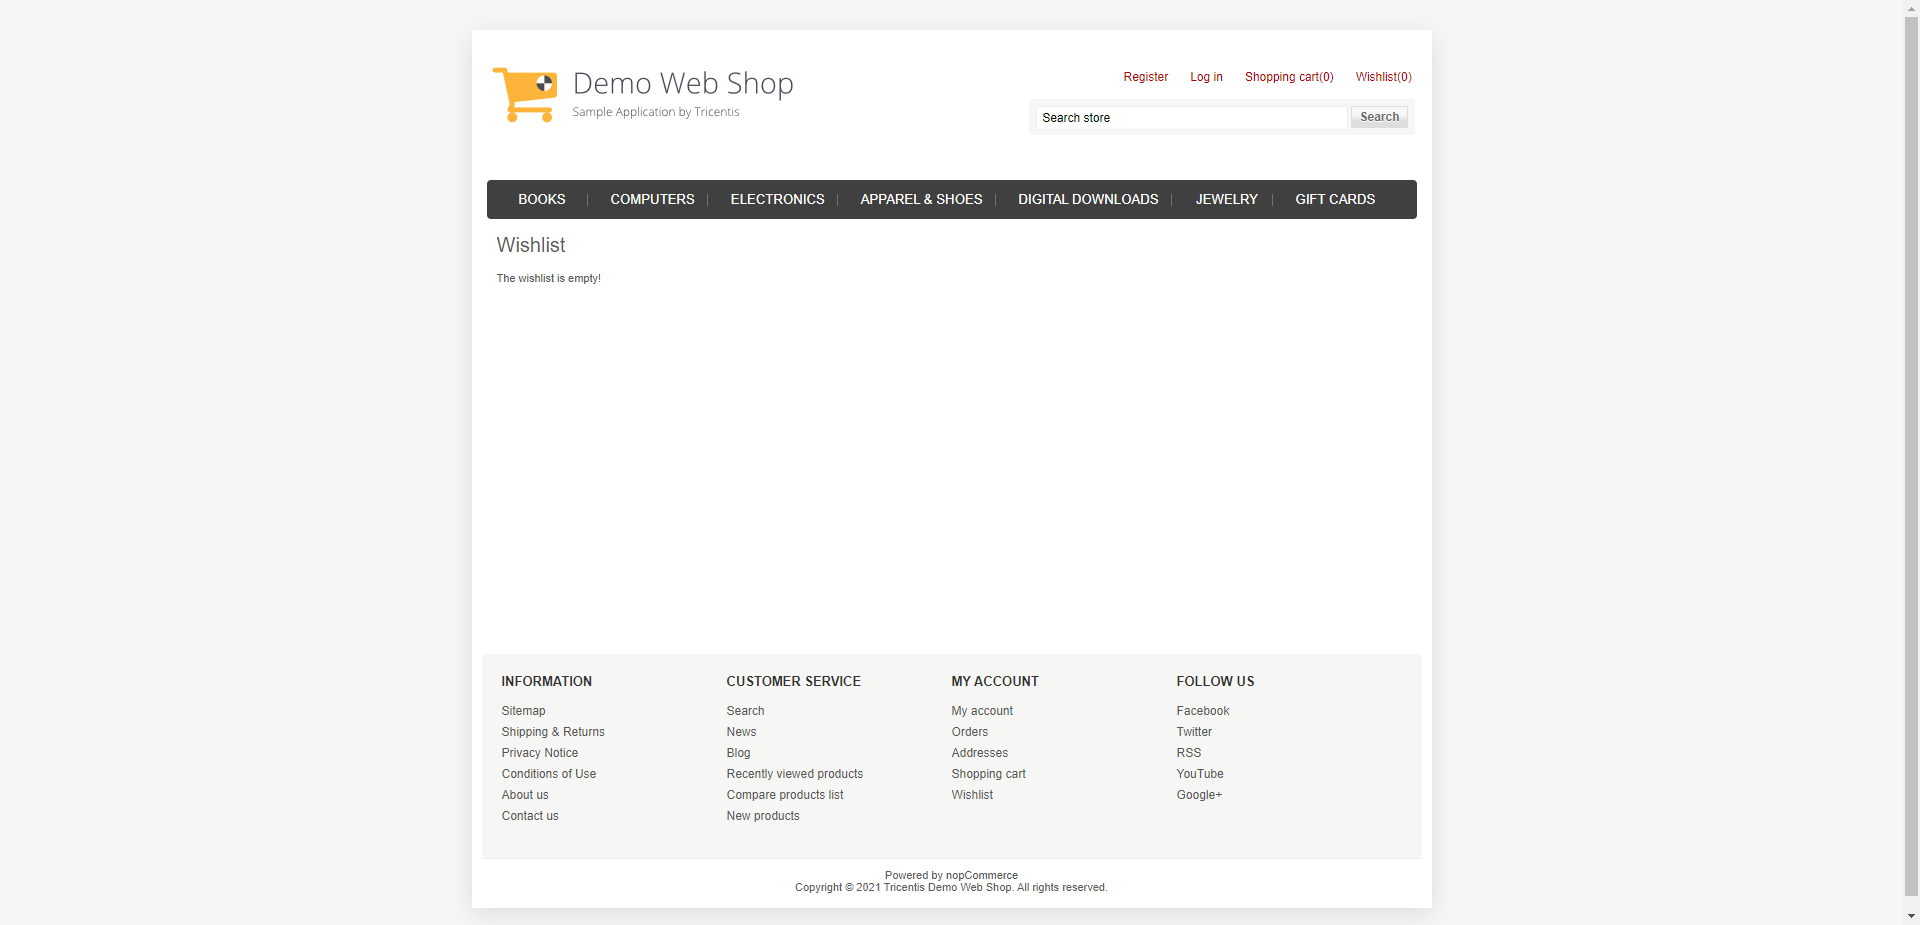 Demo Web Shop
Sample Application by Tricentis
Register Log in Shopping cart(0) Wishlist(0)
Search store Search
BOOKS COMPUTERS ELECTRONICS APPAREL & SHOES DIGITAL DOWNLOADS JEWELRY GIFT CARDS
Wishlist
The wishlist is empty!
INFORMATION
Sitemap
Shipping & Returns
Privacy Notice
Conditions of Use
About us
Contact us
CUSTOMER SERVICE
Search
News
Blog
Recently viewed products
Compare products list
New products
MY ACCOUNT
My account
Orders
Addresses
Shopping cart
Wishlist
FOLLOW US
Facebook
Twitter
RSS
YouTube
Google+
Powered by nopCommerce
Copyright © 2021 Tricentis Demo Web Shop. All rights reserved.